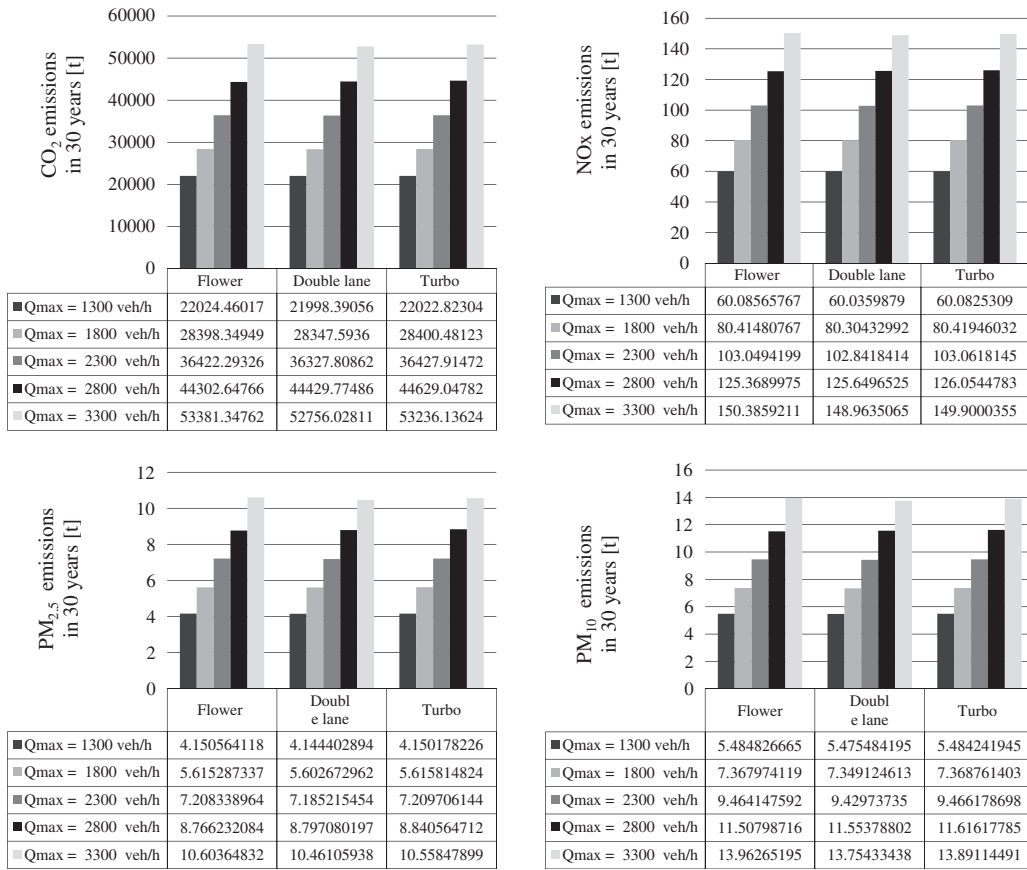 CO2 emissions
in 30 years [t]
60000
50000
40000
30000
20000
10000
0
Flower Double lane Turbo
Qmax = 1300 veh/h 22024.46017 21998.39056 22022.82304
Qmax = 1800 veh/h 28398.34949 28347.5936 28400.48123
Qmax = 2300 veh/h 36422.29326 36327.80862 36427.91472
Qmax = 2800 veh/h 44302.64766 44429.77486 44629.04782
Qmax = 3300 veh/h 53381.34762 52756.02811 53236.13624
NOx emissions
in 30 years [t]
160
140
120
100
80
60
40
20
0
Flower Double lane Turbo
Qmax = 1300 veh/h 60.08565767 60.0359879 60.0825309
Qmax = 1800 veh/h 80.41480767 80.30432992 80.41946032
Qmax = 2300 veh/h 103.0494199 102.8418414 103.0618145
Qmax = 2800 veh/h 125.3689975 125.6496525 126.0544783
Qmax = 3300 veh/h 150.3859211 148.9635065 149.9000355
PM2.5 emissions
in 30 years [t]
12
10
8
6
4
2
0
Flower Doubl Turbo
e lane
Qmax = 1300 veh/h 4.150564118 4.144402894 4.150178226
Qmax = 1800 veh/h 5.615287337 5.602672962 5.615814824
Qmax = 2300 veh/h 7.208338964 7.185215454 7.209706144
Qmax = 2800 veh/h 8.766232084 8.797080197 8.840564712
Qmax = 3300 veh/h 10.60364832 10.46105938 10.55847899
PM10 emissions
in 30 years [t]
16
14
12
10
8
6
4
2
0
Flower Doubl Turbo
e lane
Qmax = 1300 veh/h 5.484826665 5.475484195 5.484241945
Qmax = 1800 veh/h 7.367974119 7.349124613 7.368761403
Qmax = 2300 veh/h 9.464147592 9.42973735 9.466178698
Qmax = 2800 veh/h 11.50798716 11.55378802 11.61617785
Qmax = 3300 veh/h 13.96265195 13.75433438 13.89114491